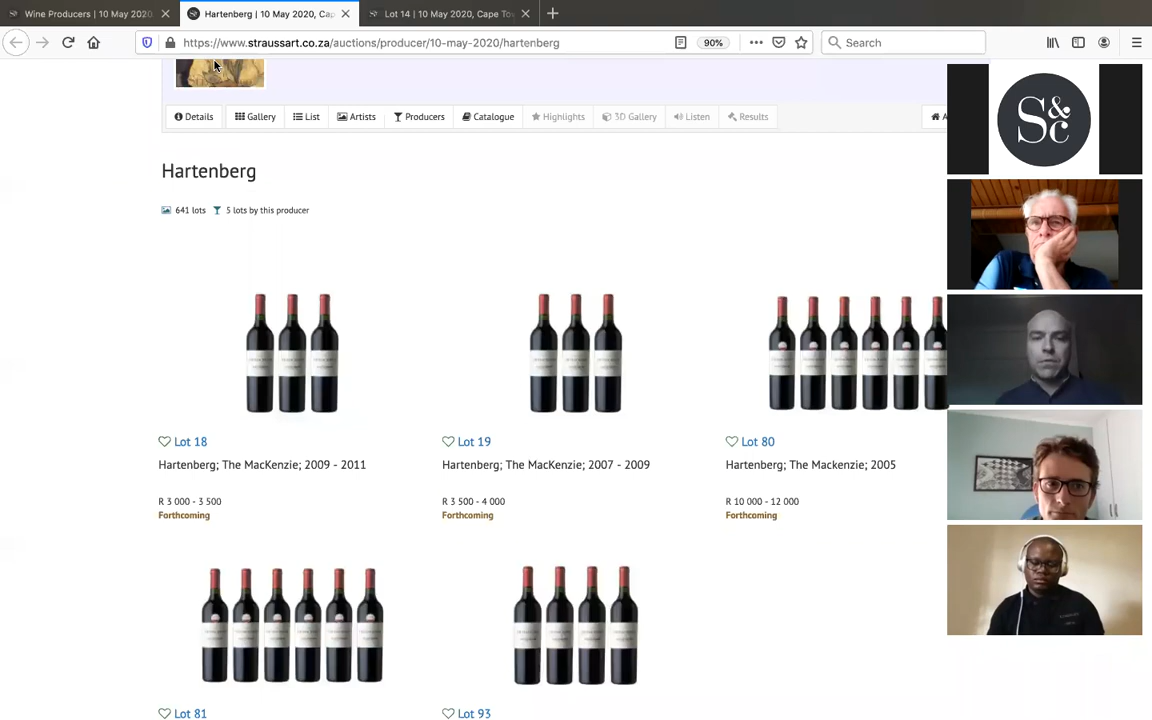 Wine Producers | 10 May 2020,
Hartenberg | 10 May 2020, Cap
Lot 14 | 10 May 2020, Cape To
https://www.straussart.co.za/auctions/producer/10-may-2020/hartenberg
90%
Search
Details
Gallery
List
Artists
Producers
Catalogue
Highlights
3D Gallery
Listen
Results
A
S&c
Hartenberg
641 lots 5 lots by this producer
Lot 18
Hartenberg; The MacKenzie; 2009 - 2011
R 3 000 - 3 500
Forthcoming
Lot 19
Hartenberg; The MacKenzie; 2007 - 2009
R 3 500 - 4 000
Forthcoming
Lot 80
Hartenberg; The Mackenzie; 2005
R 10 000 - 12 000
Forthcoming
Lot 81
Lot 93